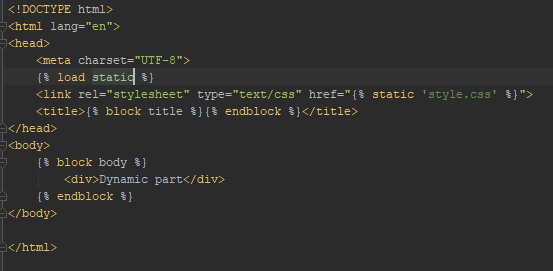 <!DOCTYPE html>
<html lang="en">
<head>
    <meta charset="UTF-8">
    {% load static %}
    <link rel="stylesheet" type="text/css" href="{% static 'style.css' %}">
    <title>{% block title %}{% endblock %}</title>
</head>
<body>
    {% block body %}
        <div>Dynamic part</div>
    {% endblock %}
</body>

</html>